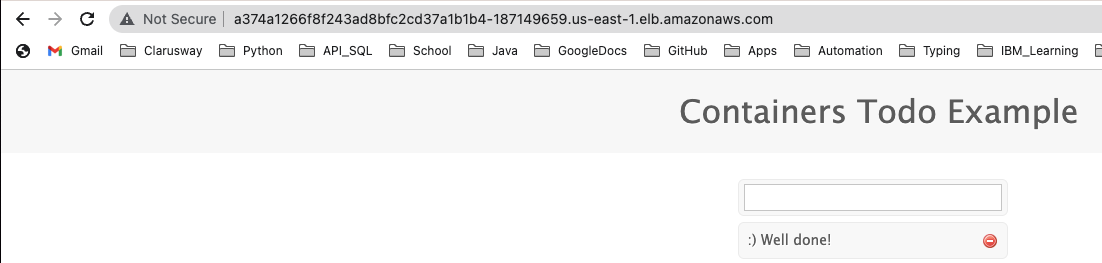 Not Secure a374a1266f8f243ad8bfc2cd37a1b1b4-187149659.us-east-1.elb.amazonaws.com
Gmail Clarusway Python API_SQL School Java GoogleDocs GitHub Apps Automation Typing IBM_Learning
Containers Todo Example
:) Well done!